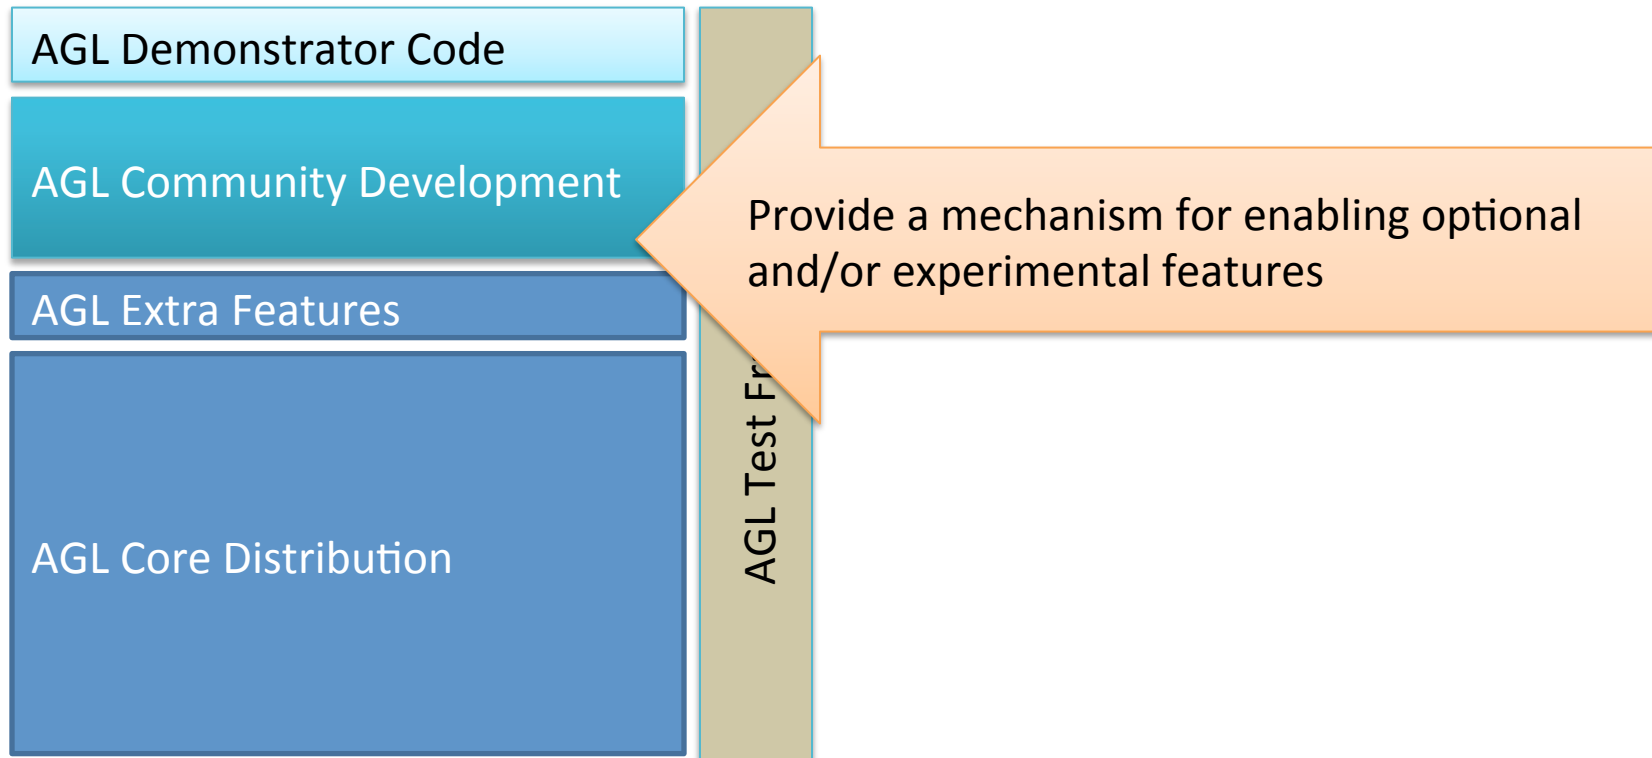 AGL Demonstrator Code
AGL Community Development
Provide a mechanism for enabling optional
and/or experimental features
AGL Extra Features
AGL Core Distribution
AGL Test